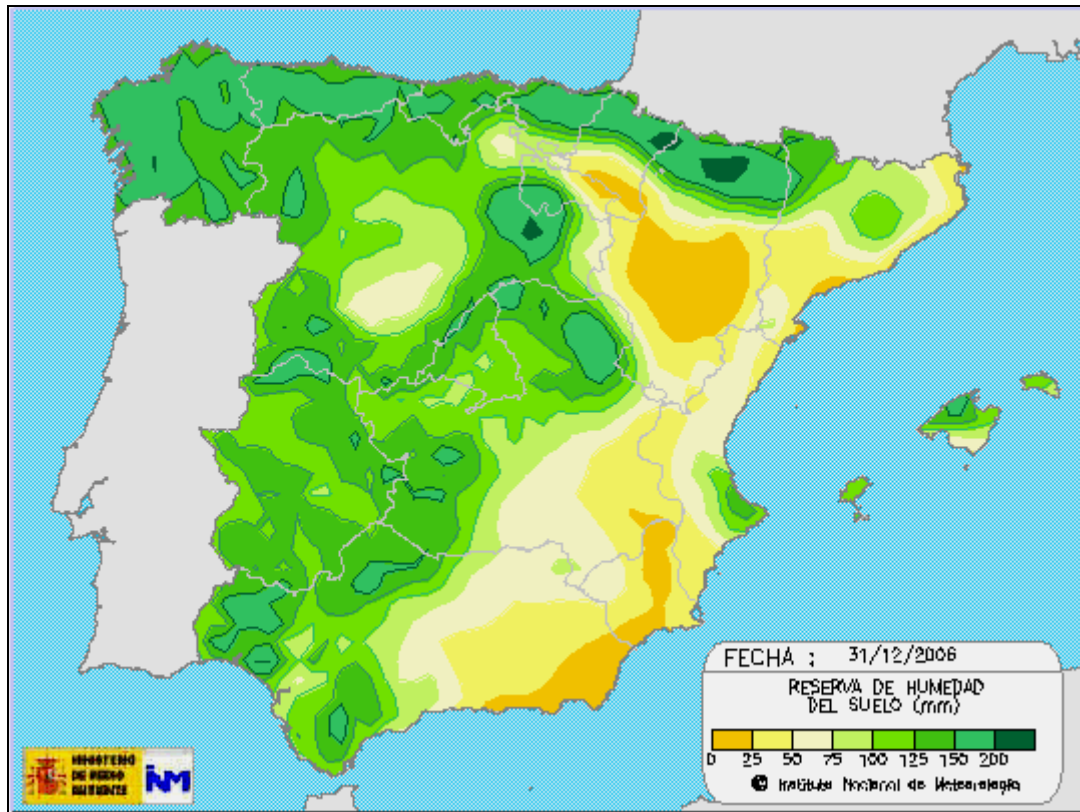 FECHA : 31/12/2006
RESERVA DE HUMEDAD
DEL SUELO (mm)
0 25 50 75 100 125 150 200
© Instituto Nacional de Meteorología
MINISTERIO
DE MEDIO
AMBIENTE
INM